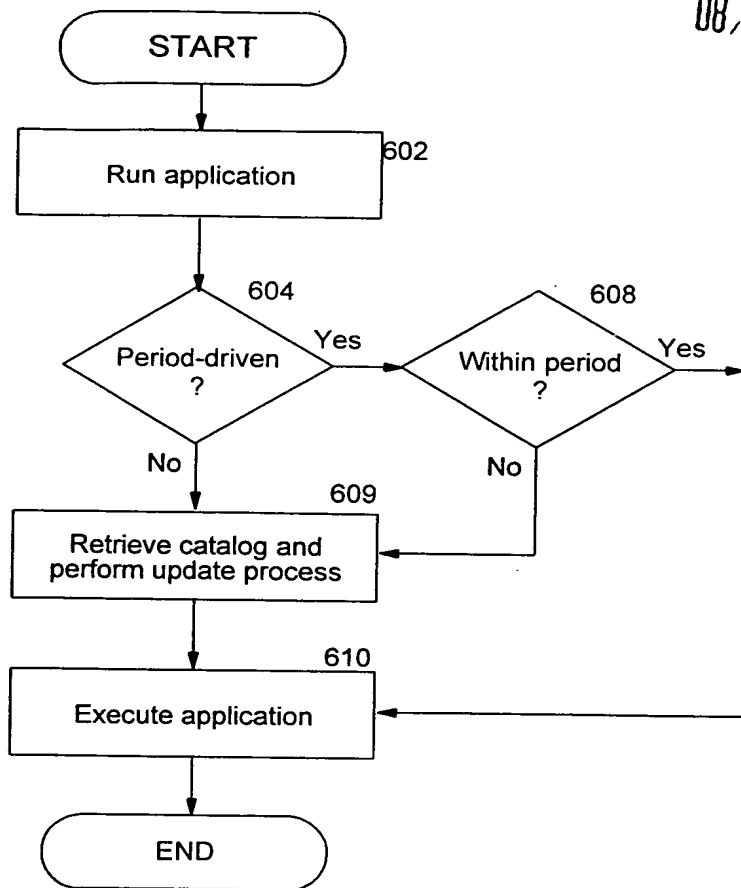 08,
START
602
Run application
604
608
Period-driven
?
Yes
Within period
?
Yes
No
No
609
Retrieve catalog and
perform update process
610
Execute application
END